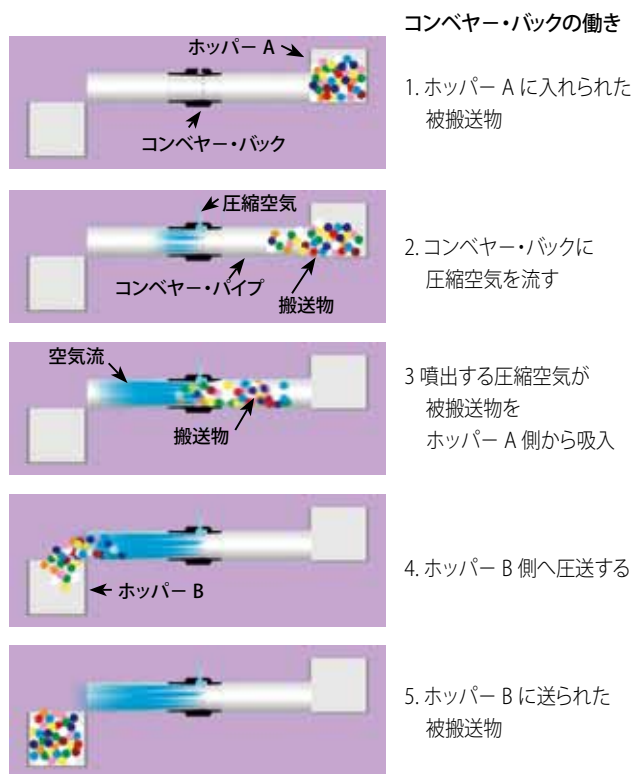 コンベヤー・バックの働き
ホッパー A
コンベヤー・バック
1. ホッパー A に入れられた
被搬送物
圧縮空気
コンベヤー・パイプ
搬送物
2. コンベヤー・バックに
圧縮空気を流す
空気流
搬送物
3 噴出する圧縮空気が
被搬送物を
ホッパー A 側から吸入
ホッパー B
4. ホッパー B 側へ圧送する
5. ホッパー B に送られた
被搬送物